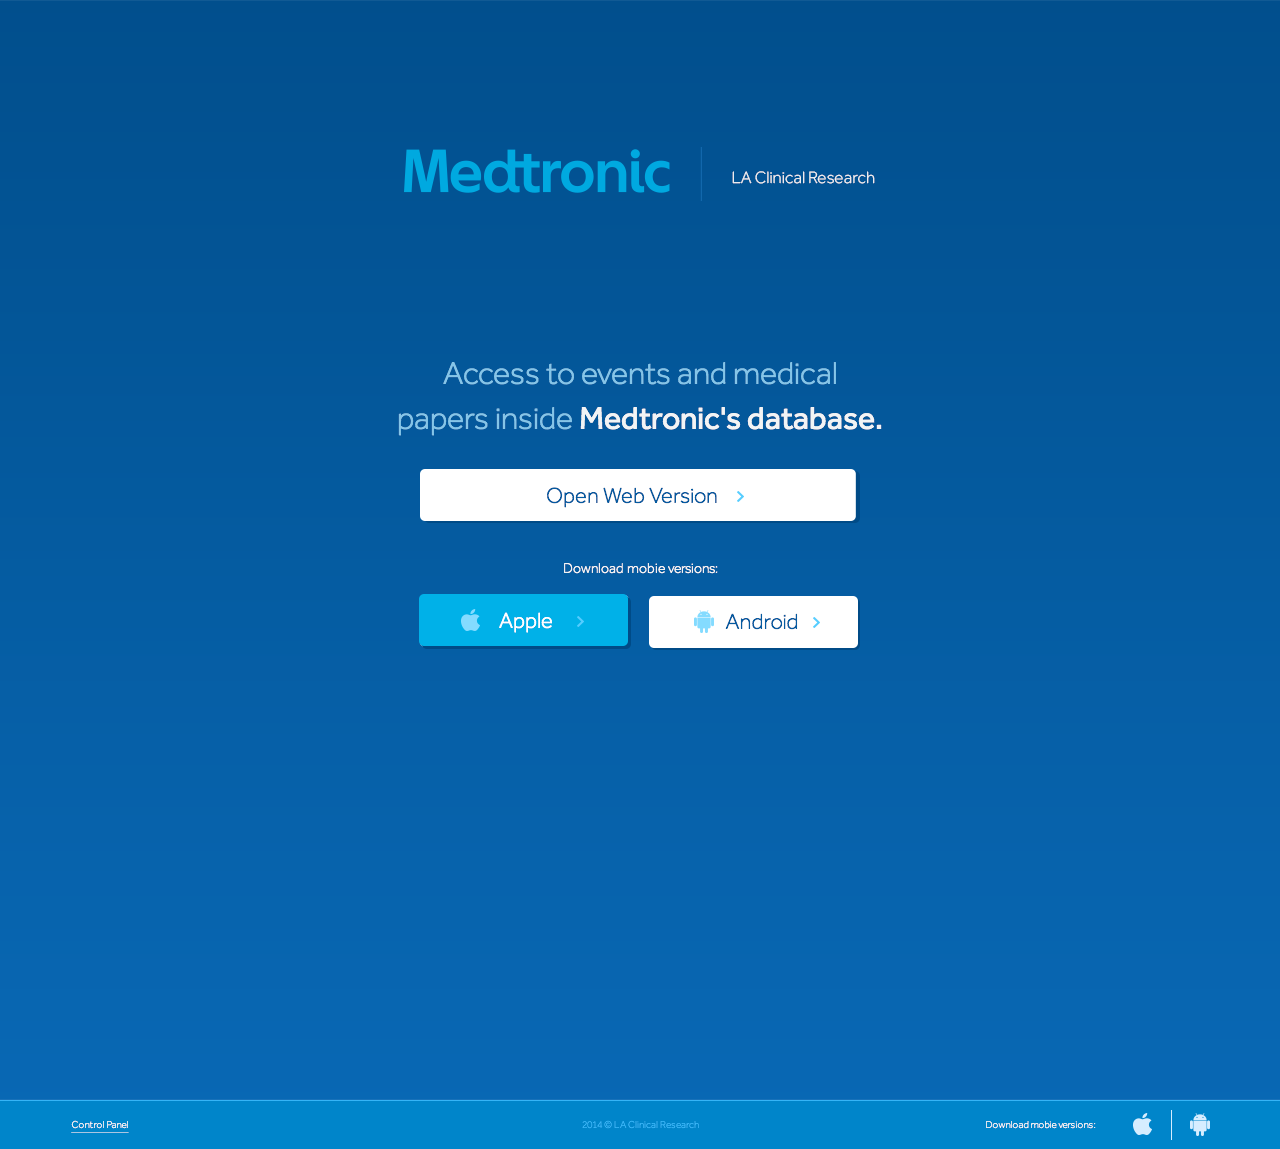 Medtronic
LA Clinical Research
Access to events and medical
papers inside Medtronic's database.
Open Web Version
Download mobie versions:
Apple
Android
Control Panel
2014 © LA Clinical Research
Download mobie versions: